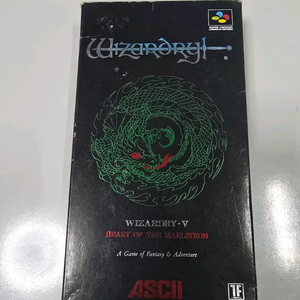 Wizardry
WIZARDRY·V
HEART OF THE MAELSTROM
A Game of Fantasy & Adventure
ASCII